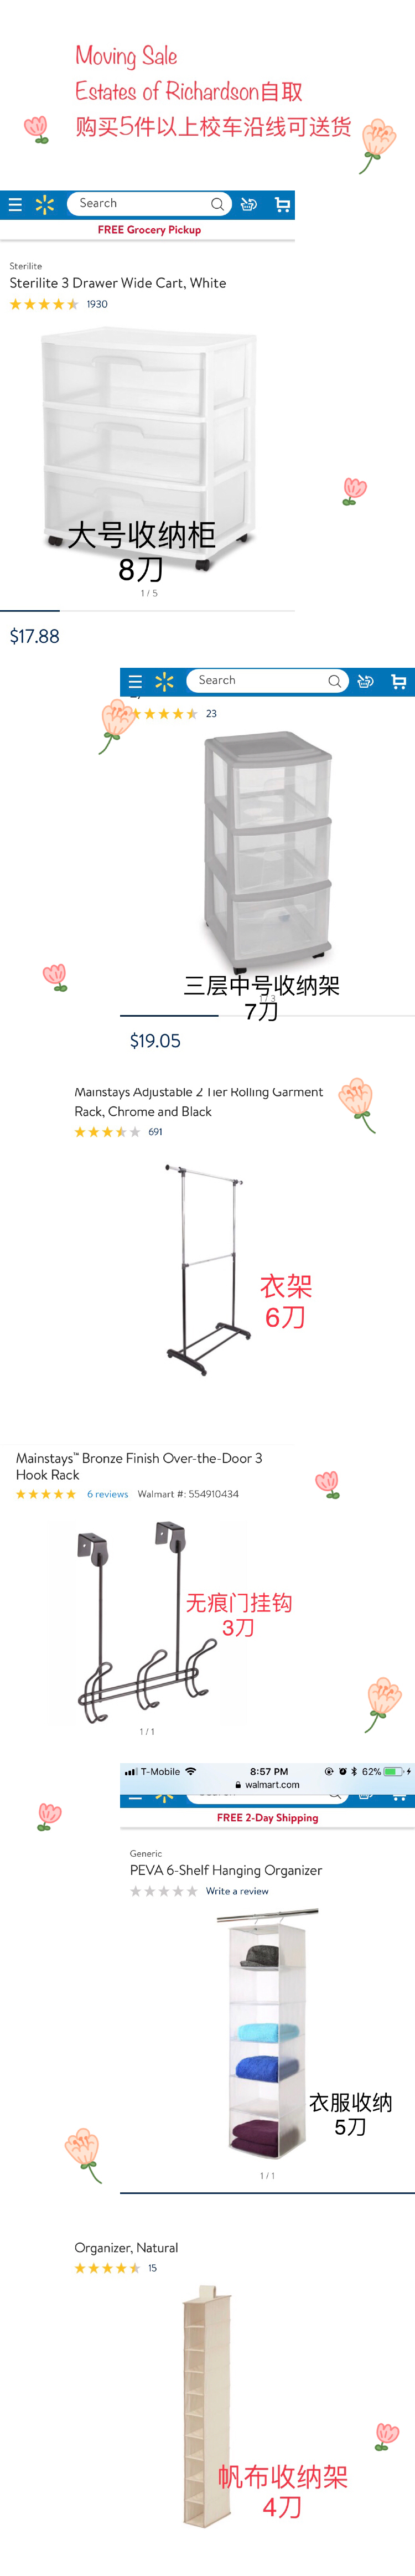 Moving Sale
Estates of Richardson自取
购买5件以上校车沿线可送货
Search
FREE Grocery Pickup
Sterilite
Sterilite 3 Drawer Wide Cart, White
1930
大号收纳柜
8刀
1 / 5
$17.88
Search
23
三层中号收纳架
7刀
$19.05
Mainstays Adjustable 2 Tier Rolling Garment
Rack, Chrome and Black
691
衣架
6刀
Mainstays™ Bronze Finish Over-the-Door 3
Hook Rack
6 reviews Walmart #: 554910434
无痕门挂钩
3刀
1 / 1
T-Mobile 8:57 PM 62%
walmart.com
FREE 2-Day Shipping
Generic
PEVA 6-Shelf Hanging Organizer
Write a review
衣服收纳
5刀
1 / 1
Organizer, Natural
15
帆布收纳架
4刀